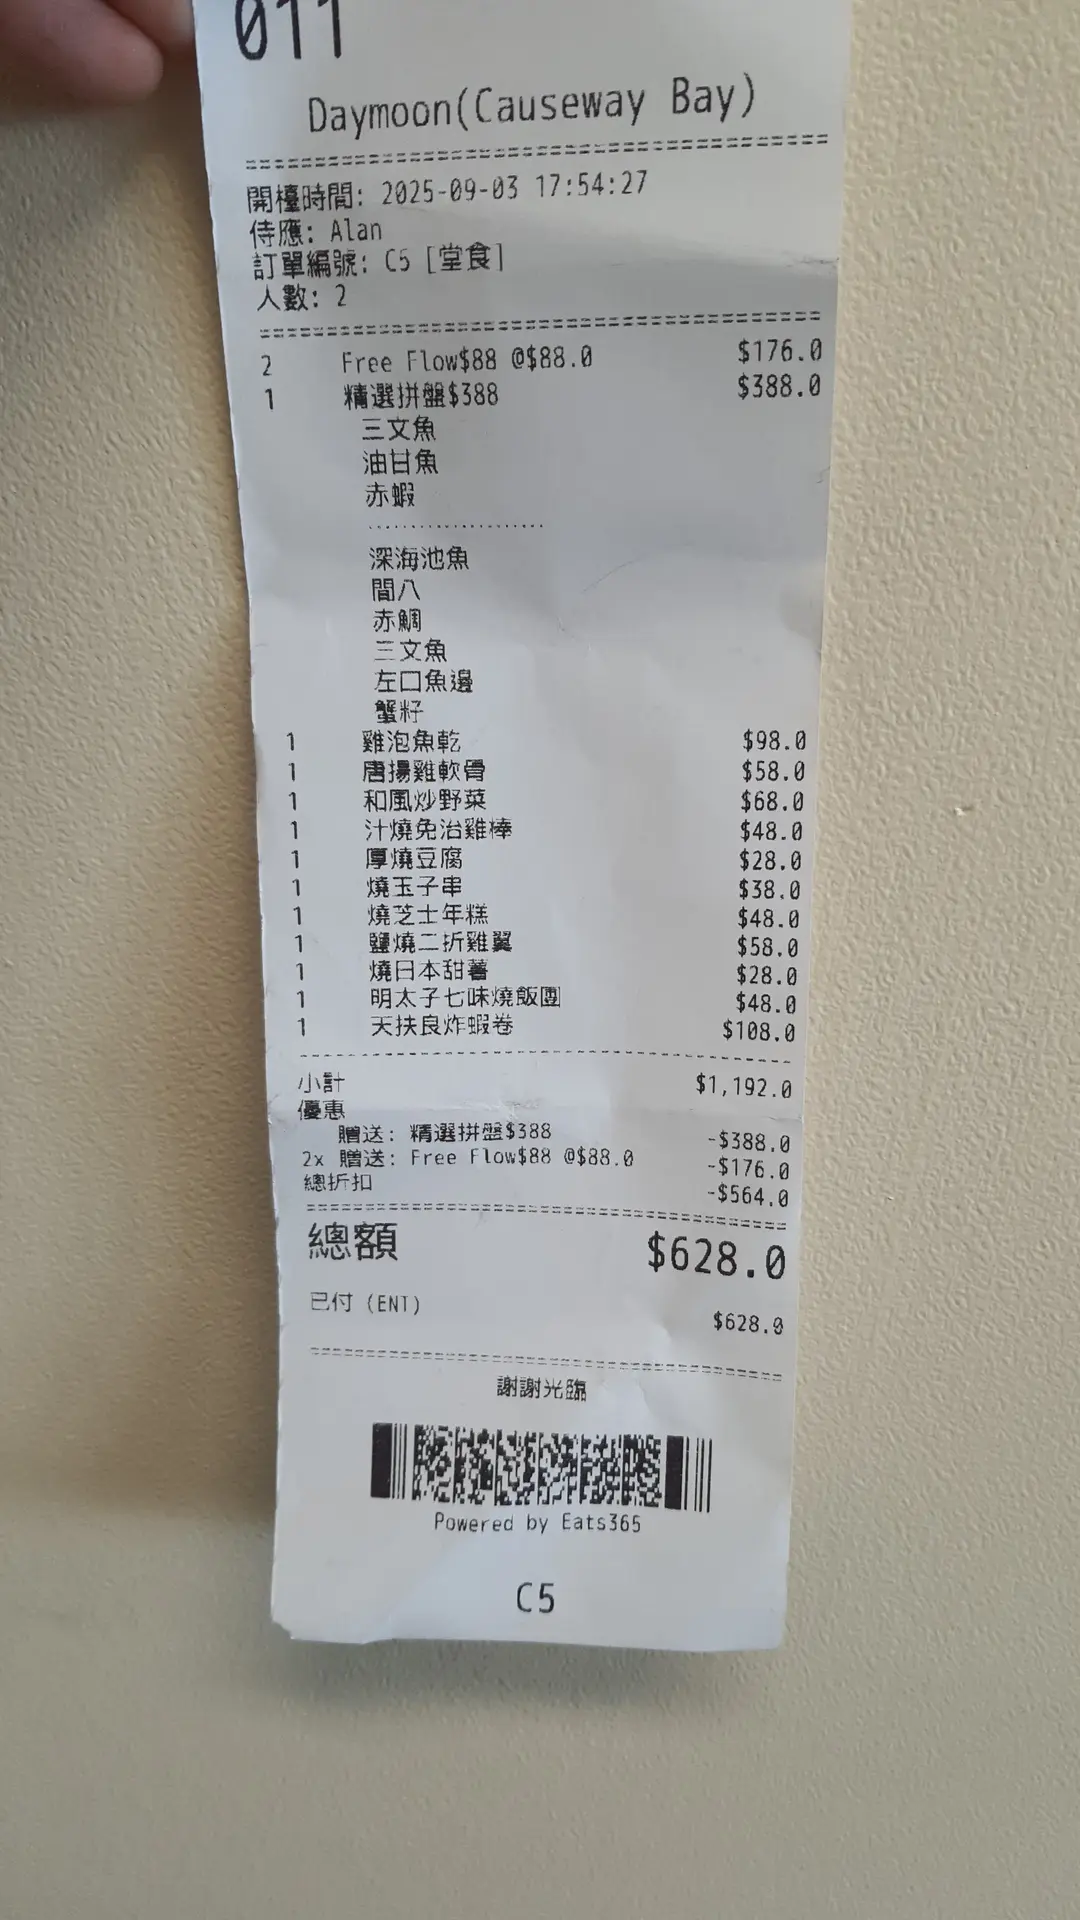 011
Daymoon(Causeway Bay)
開檯時間: 2025-09-03 17:54:27
侍應: Alan
訂單編號: C5 [堂食]
人數: 2
2 Free Flow$88 @$88.0 $176.0
1 精選拼盤$388 $388.0
三文魚
油甘魚
赤蝦
深海池魚
間八
赤鯛
三文魚
左口魚邊
蟹籽
1 雞泡魚乾 $98.0
1 唐揚雞軟骨 $58.0
1 和風炒野菜 $68.0
1 汁燒免治雞棒 $48.0
1 厚燒豆腐 $28.0
1 燒玉子串 $38.0
1 燒芝士年糕 $48.0
1 鹽燒二折雞翼 $58.0
1 燒日本甜薯 $28.0
1 明太子七味燒飯團 $48.0
1 天扶良炸蝦卷 $108.0
小計 $1,192.0
優惠
贈送: 精選拼盤$388 -$388.0
2x 贈送: Free Flow$88 @$88.0 -$176.0
總折扣 -$564.0
總額 $628.0
已付 (ENT) $628.0
謝謝光臨
Powered by Eats365
C5